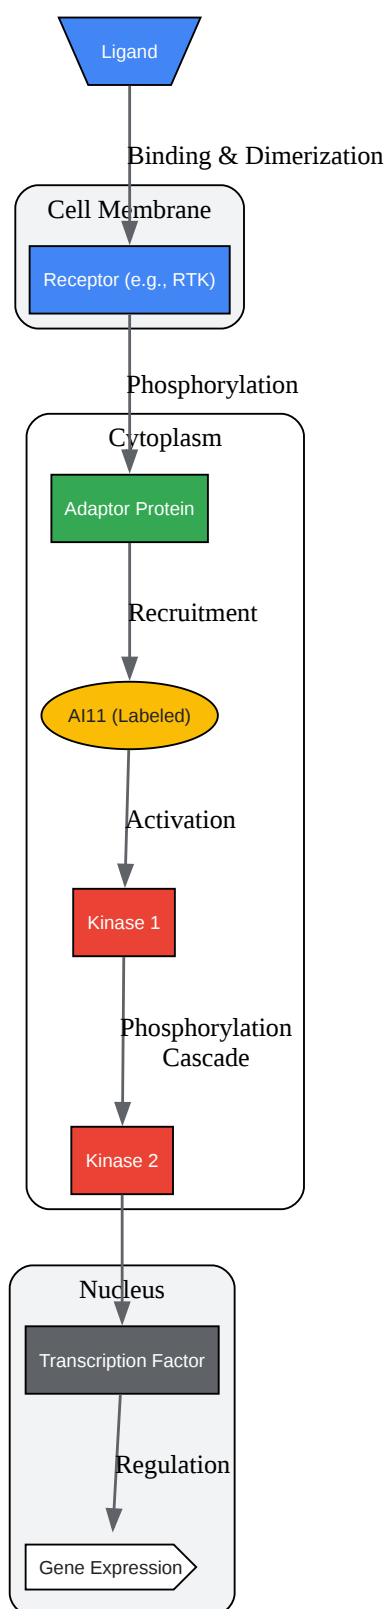 Ligand
Binding & Dimerization
Cell Membrane
Receptor (e.g., RTK)
Phosphorylation
Cytoplasm
Adaptor Protein
Recruitment
AI11 (Labeled)
Activation
Kinase 1
Phosphorylation
Cascade
Kinase 2
Nucleus
Transcription Factor
Regulation
Gene Expression